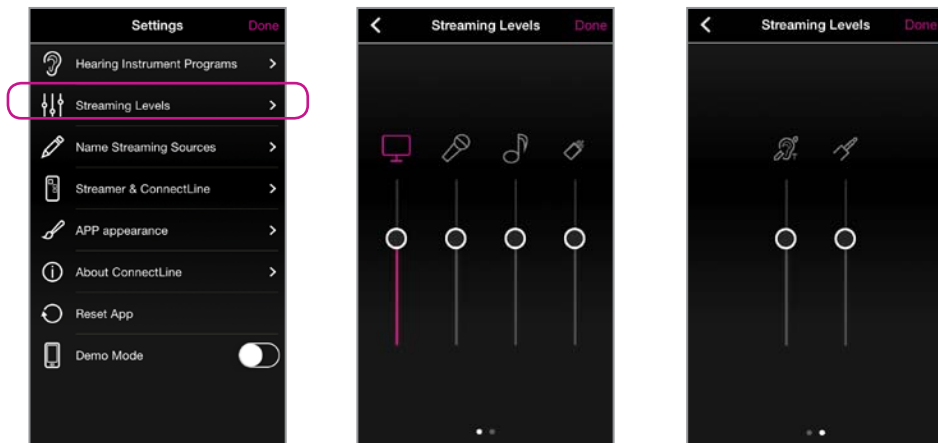 Settings
Done
Hearing Instrument Programs
Streaming Levels
Name Streaming Sources
Streamer & ConnectLine
APP appearance
About ConnectLine
Reset App
Demo Mode
Streaming Levels
Done
T
Streaming Levels
Done